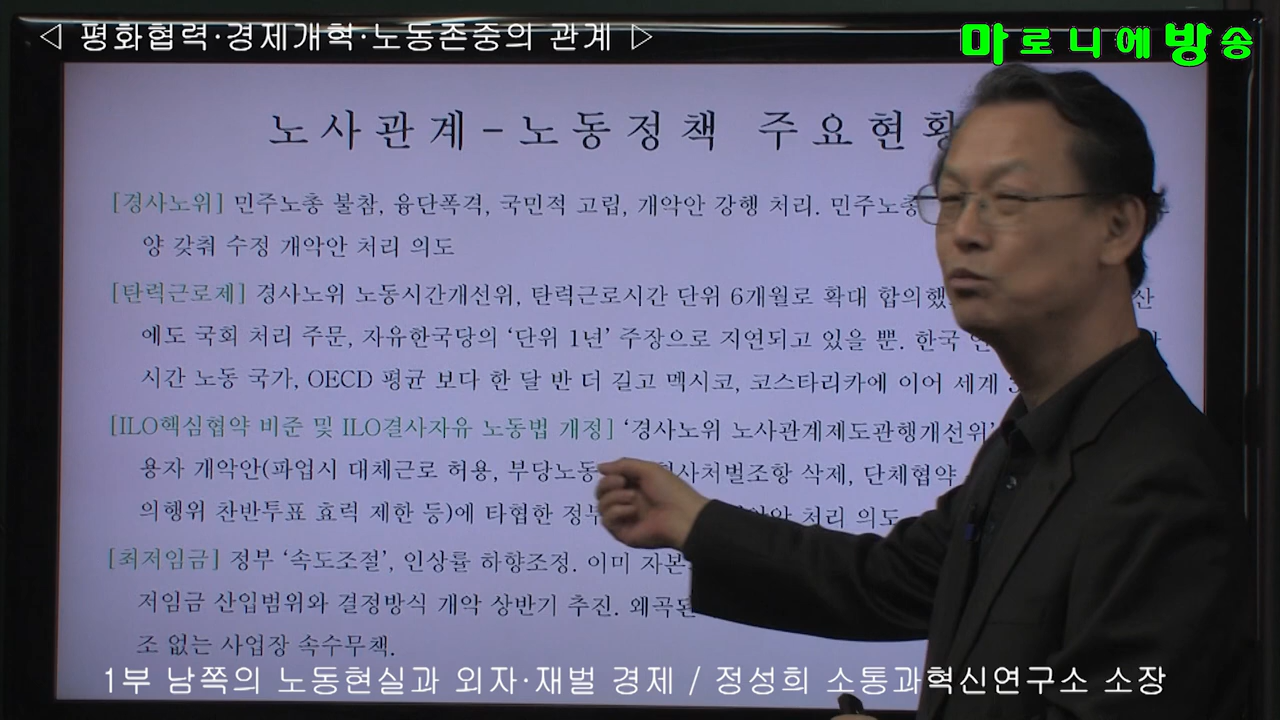 ◁ 평화협력·경제개혁·노동존중의 관계 ▷
마로니에방송
노사관계-노동정책 주요현황
[경사노위] 민주노총 불참, 융단폭격, 국민적 고립, 개악안 강행 처리. 민주노총
양 갖춰 수정 개악안 처리 의도
[탄력근로제] 경사노위 노동시간개선위, 탄력근로시간 단위 6개월로 확대 합의했 산
에도 국회 처리 주문, 자유한국당의 ‘단위 1년’ 주장으로 지연되고 있을 뿐. 한국
시간 노동 국가, OECD 평균 보다 한 달 반 더 길고 멕시코, 코스타리카에 이어 세계
[ILO핵심협약 비준 및 ILO결사자유 노동법 개정] ‘경사노위 노사관계제도관행개선위’
용자 개악안(파업시 대체근로 허용, 부당노동 형사처벌조항 삭제, 단체협약
의행위 찬반투표 효력 제한 등)에 타협한 정부 처리 의도
[최저임금] 정부 ‘속도조절’, 인상률 하향조정. 이미 자본
저임금 산입범위와 결정방식 개악 상반기 추진. 왜곡된
조 없는 사업장 속수무책.
1부 남쪽의 노동현실과 외자·재벌 경제 / 정성희 소통과혁신연구소 소장